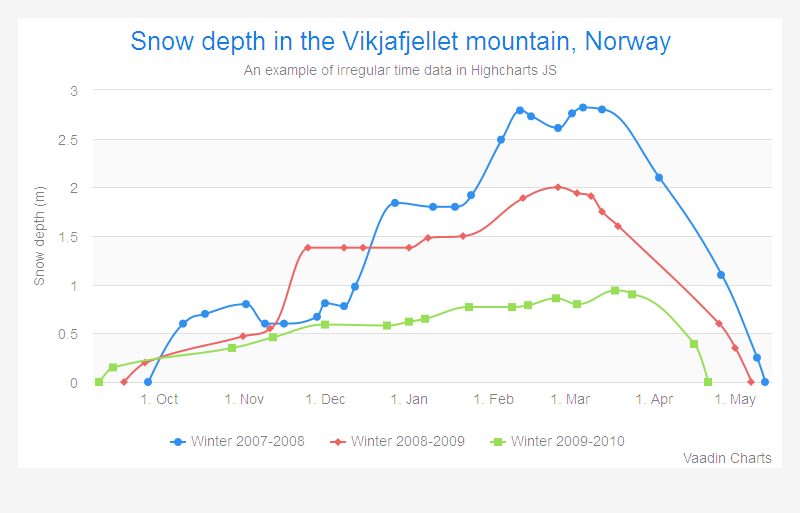 Snow depth in the Vikjafjellet mountain, Norway
An example of irregular time data in Highcharts JS
Snow depth (m)
3
2.5
2
1.5
1
0.5
0
1. Oct 1. Nov 1. Dec 1. Jan 1. Feb 1. Mar 1. Apr 1. May
Winter 2007-2008 Winter 2008-2009 Winter 2009-2010
Vaadin Charts